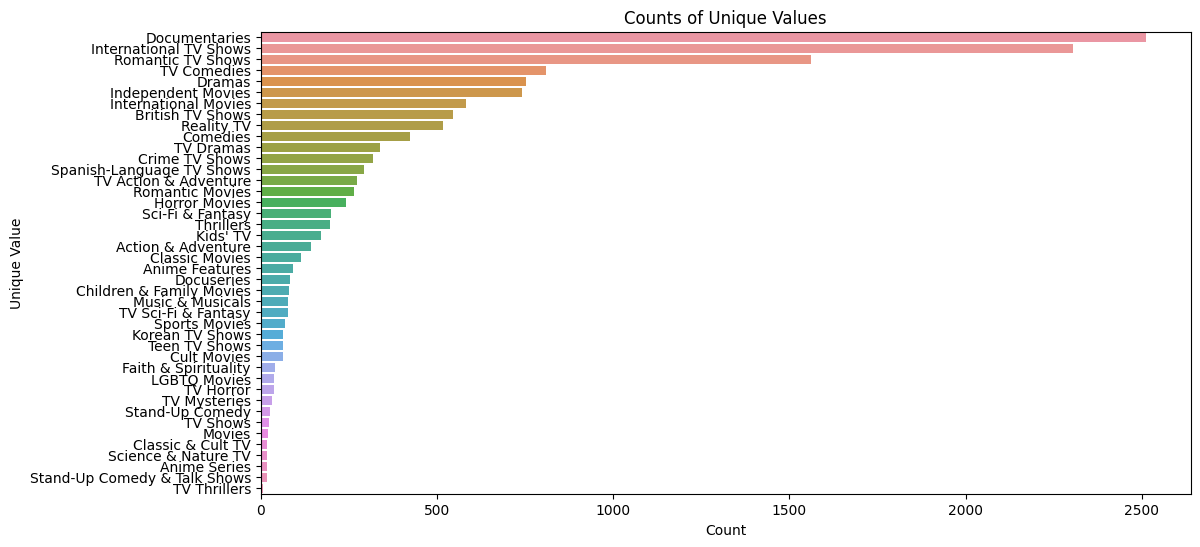 Counts of Unique Values
Documentaries
International TV Shows
Romantic TV Shows
TV Comedies
Dramas
Independent Movies
International Movies
British TV Shows
Reality TV
Comedies
TV Dramas
Crime TV Shows
Spanish-Language TV Shows
TV Action & Adventure
Romantic Movies
Horror Movies
Sci-Fi & Fantasy
Thrillers
Kids' TV
Action & Adventure
Classic Movies
Anime Features
Docuseries
Children & Family Movies
Music & Musicals
TV Sci-Fi & Fantasy
Sports Movies
Korean TV Shows
Teen TV Shows
Cult Movies
Faith & Spirituality
LGBTQ Movies
TV Horror
TV Mysteries
Stand-Up Comedy
TV Shows
Movies
Classic & Cult TV
Science & Nature TV
Anime Series
Stand-Up Comedy & Talk Shows
TV Thrillers
Unique Value
0 500 1000 1500 2000 2500
Count